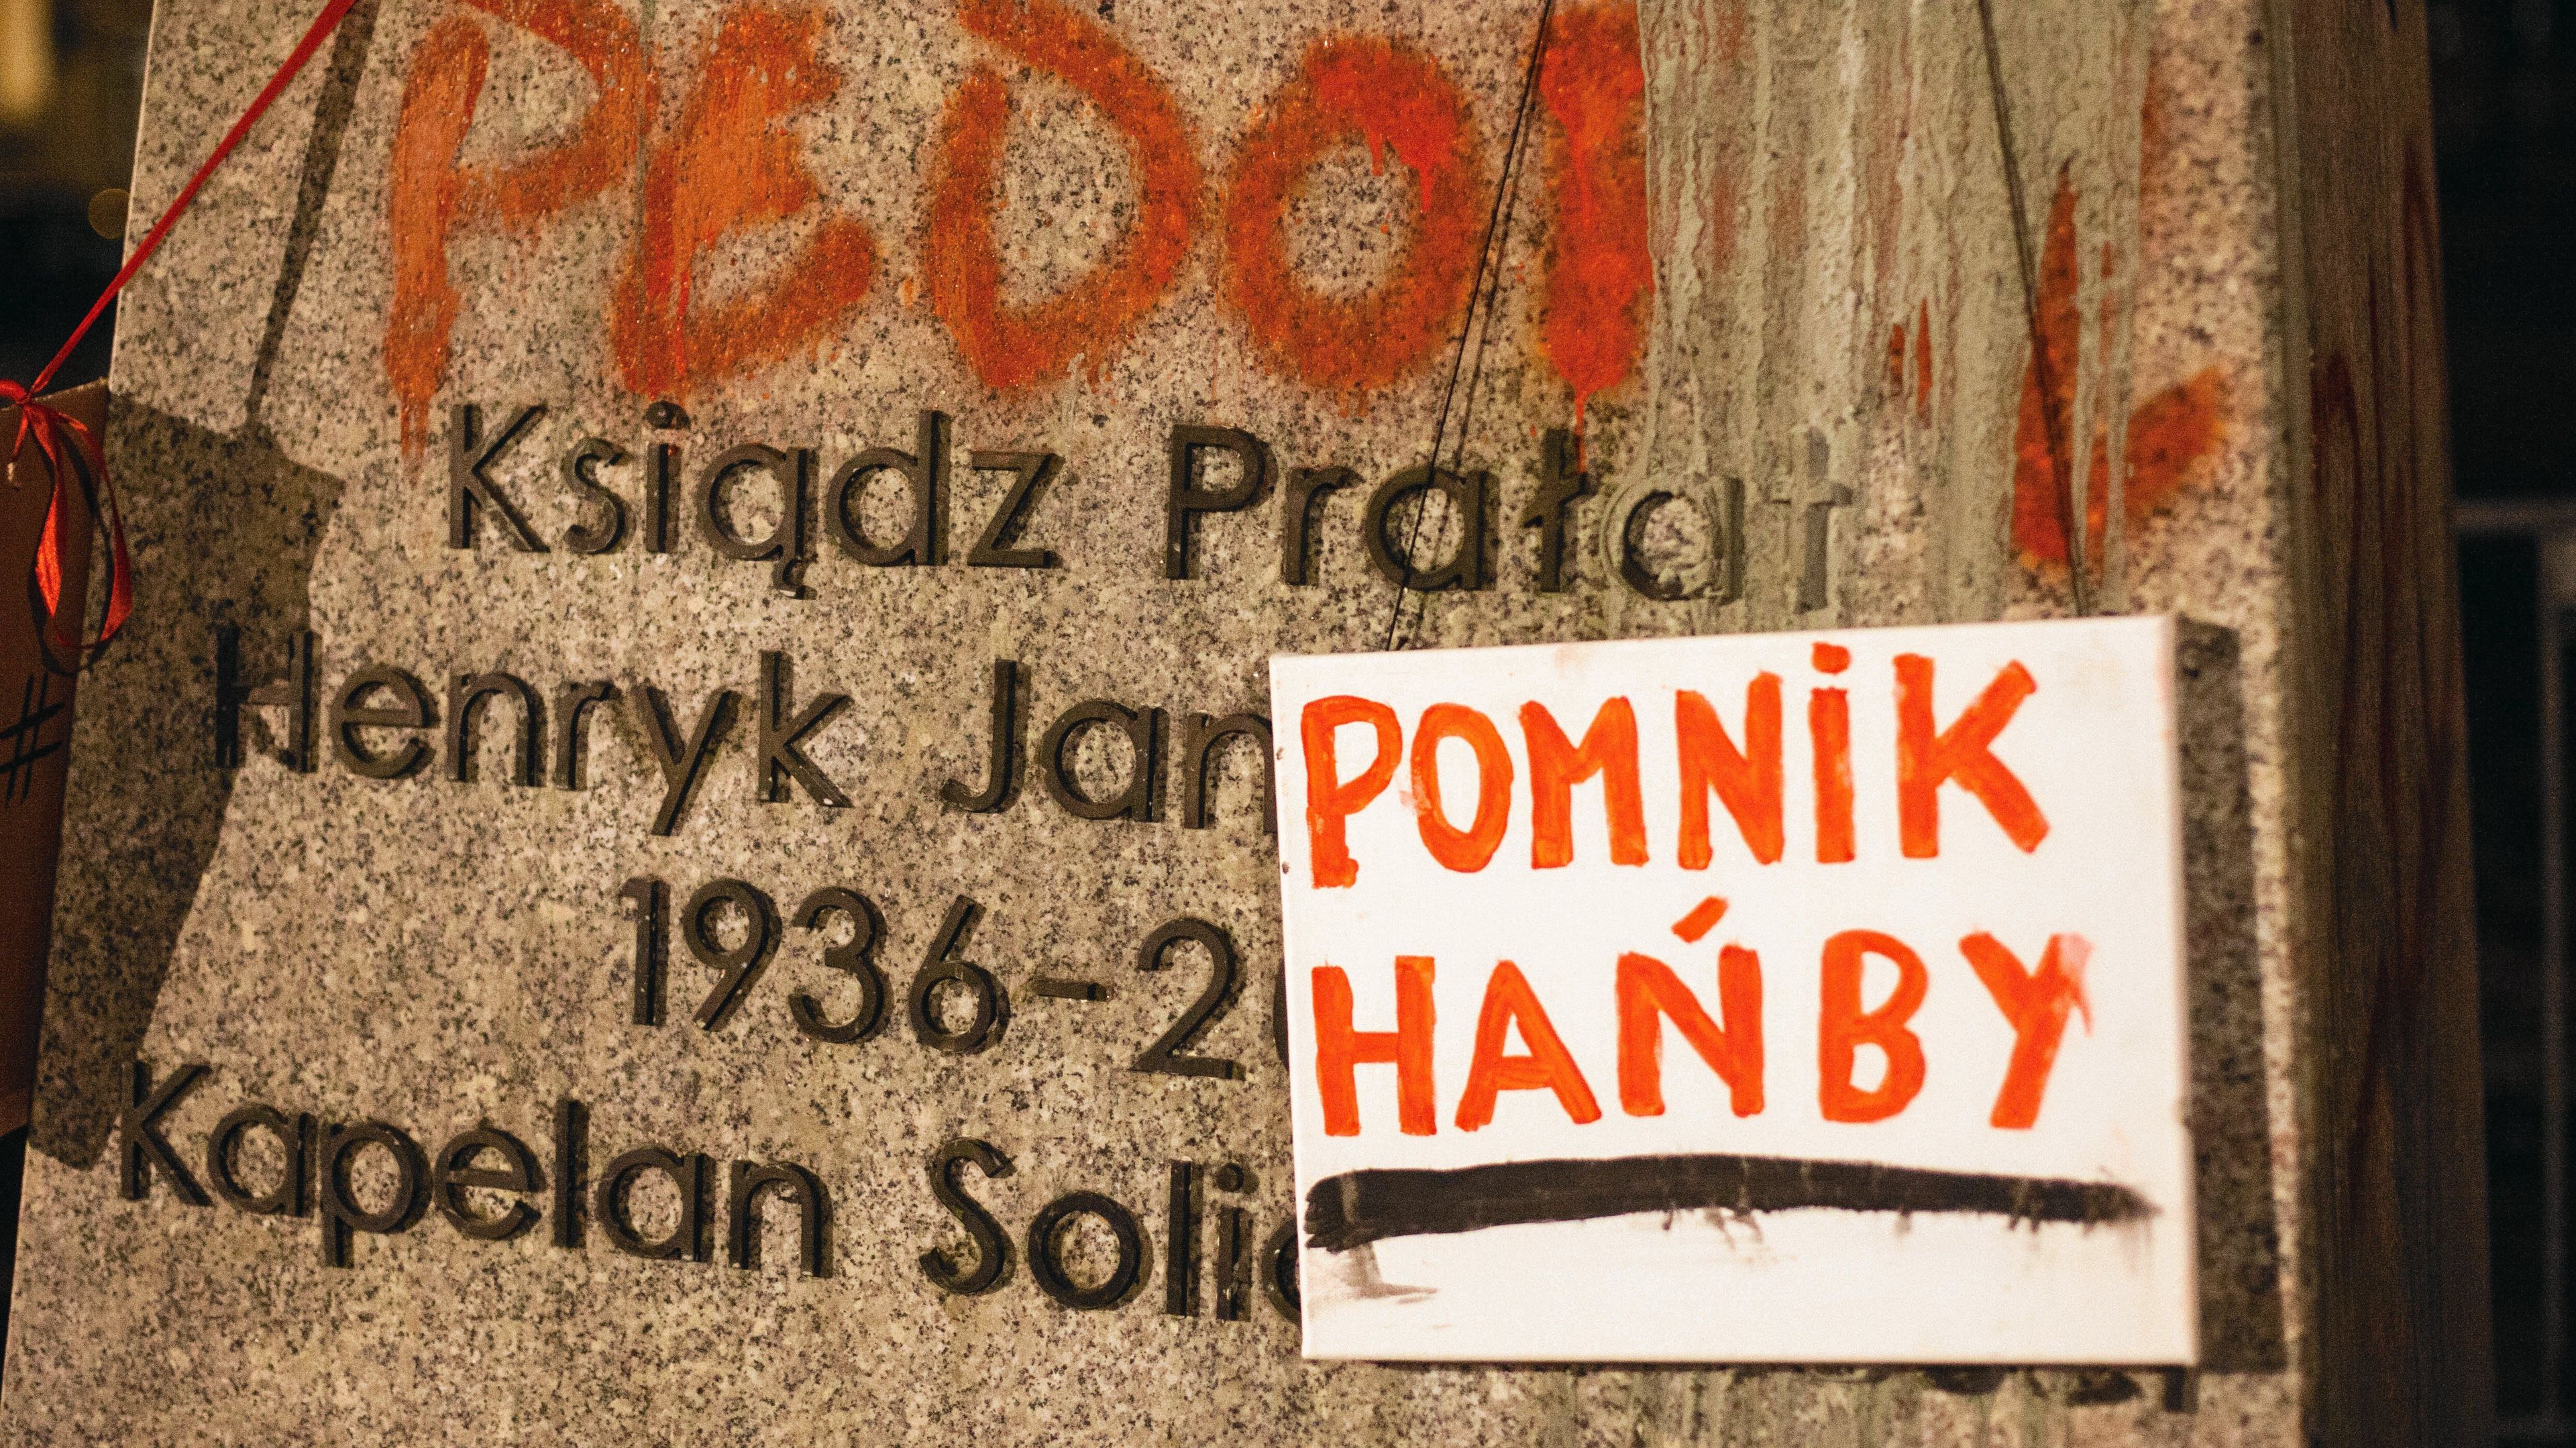 PEDO
Ksiądz Prałat
Henryk Jan
1936-2
Kapelan Soli
POMNIK
HAŃBY
#